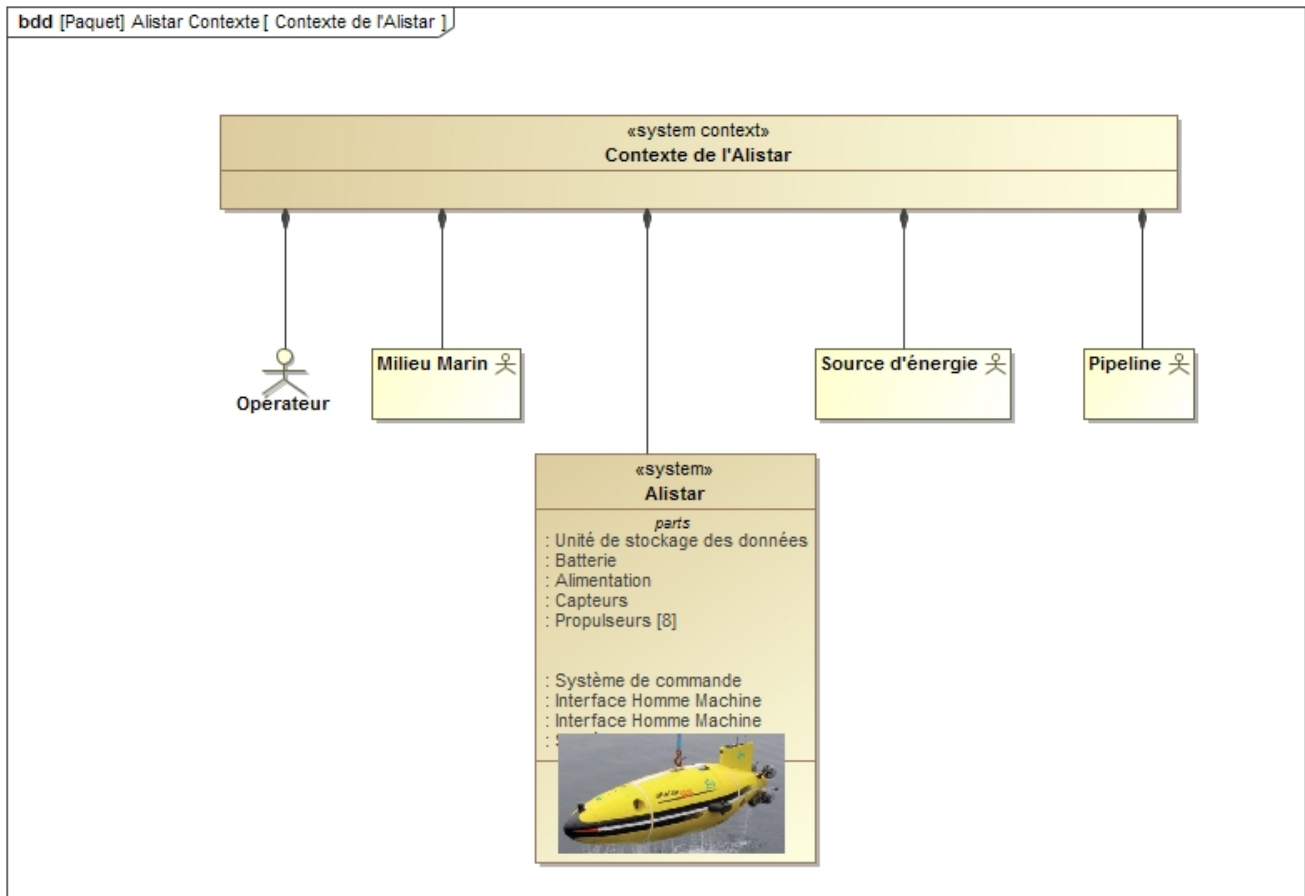 bdd [Paquet] Alistar Contexte [ Contexte de l'Alistar ]
«system context»
Contexte de l'Alistar
Opérateur
Milieu Marin
Source d'énergie
Pipeline
«system»
Alistar
parts
: Unité de stockage des données
: Batterie
: Alimentation
: Capteurs
: Propulseurs [8]
: Système de commande
: Interface Homme Machine
: Interface Homme Machine